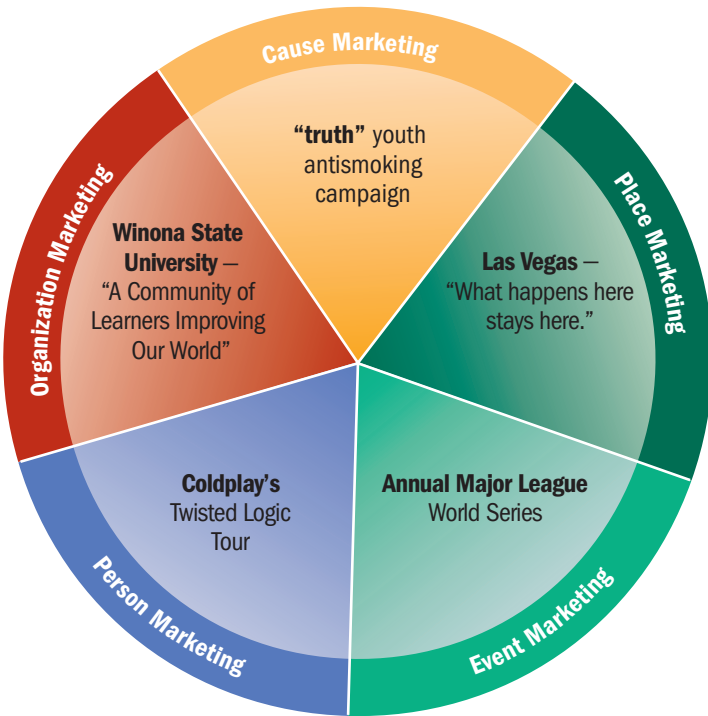 Cause Marketing
“truth” youth
antismoking
campaign
Place Marketing
Las Vegas —
“What happens here
stays here.”
Event Marketing
Annual Major League
World Series
Person Marketing
Coldplay’s
Twisted Logic
Tour
Organization Marketing
Winona State
University —
“A Community of
Learners Improving
Our World”